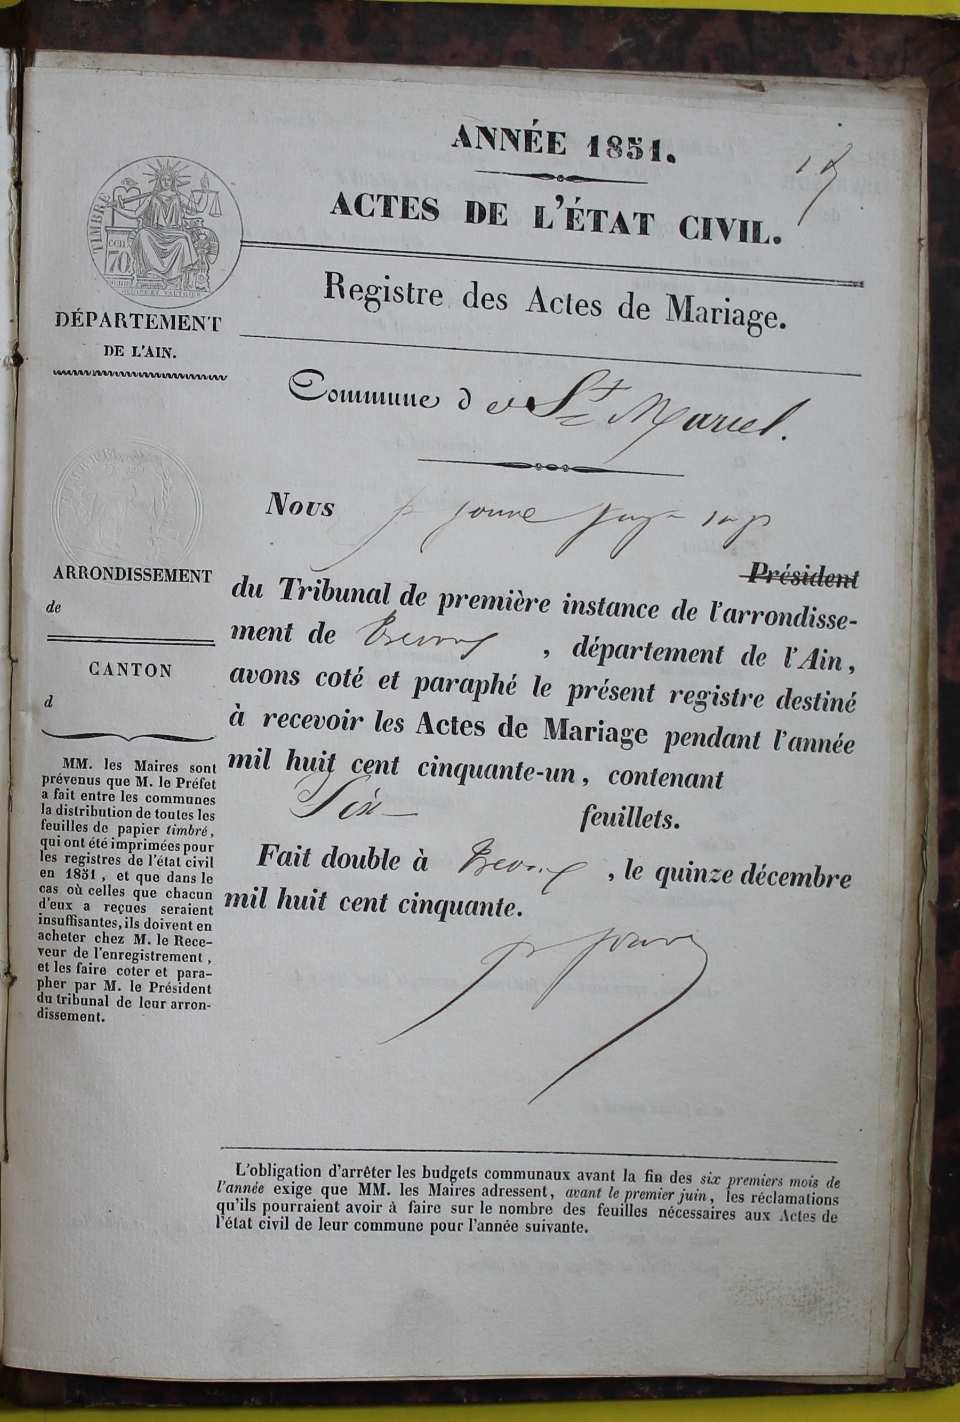 ANNÉE 1851.
ACTES DE L'ÉTAT CIVIL.
TIMBRE
cen
70
DÉPARTEMENT
DE L'AIN.
Registre des Actes de Mariage.
Commune d e St Marcel.
ARRONDISSEMENT
de
CANTON
d
MM. les Maires sont
prévenus que M. le Préfet
a fait entre les communes
la distribution de toutes les
feuilles de papier timbré,
qui ont été imprimées pour
les registres de l'état civil
en 1851, et que dans le
cas où celles que chacun
d'eux a reçues seraient
insuffisantes, ils doivent en
acheter chez M. le Rece-
veur de l'enregistrement,
et les faire coter et para-
pher par M. le Président
du tribunal de leur arron-
dissement.
Nous p Jouve juge
Président
du Tribunal de première instance de l'arrondisse-
ment de Trevoux, département de l'Ain,
avons coté et paraphé le présent registre destiné
à recevoir les Actes de Mariage pendant l'année
mil huit cent cinquante-un, contenant
Six feuillets.
Fait double à Trevoux, le quinze décembre
mil huit cent cinquante.
p Jouve
L'obligation d'arrêter les budgets communaux avant la fin des six premiers mois de
l'année exige que MM. les Maires adressent, avant le premier juin, les réclamations
qu'ils pourraient avoir à faire sur le nombre des feuilles nécessaires aux Actes de
l'état civil de leur commune pour l'année suivante.